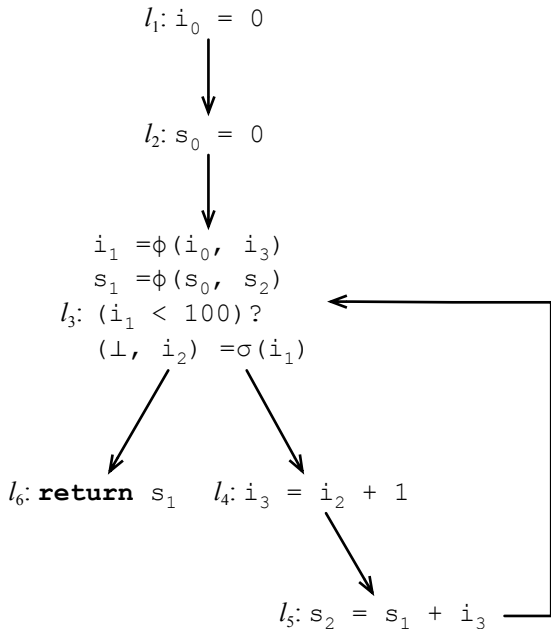 l₁: i₀ = 0
l₂: s₀ = 0
i₁ =ϕ(i₀, i₃)
s₁ =ϕ(s₀, s₂)
l₃: (i₁ < 100)?
(⊥, i₂) =σ(i₁)
l₆: return s₁
l₄: i₃ = i₂ + 1
l₅: s₂ = s₁ + i₃